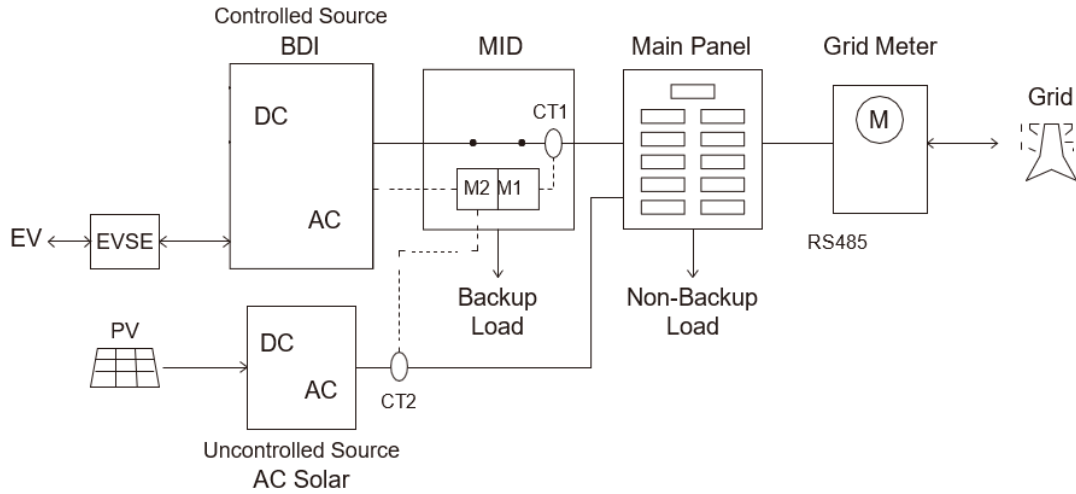 Controlled Source
BDI
MID
Main Panel
Grid Meter
Grid
DC
AC
CT1
M2
M1
M
EV
EVSE
RS485
Backup
Load
Non-Backup
Load
PV
DC
AC
CT2
Uncontrolled Source
AC Solar